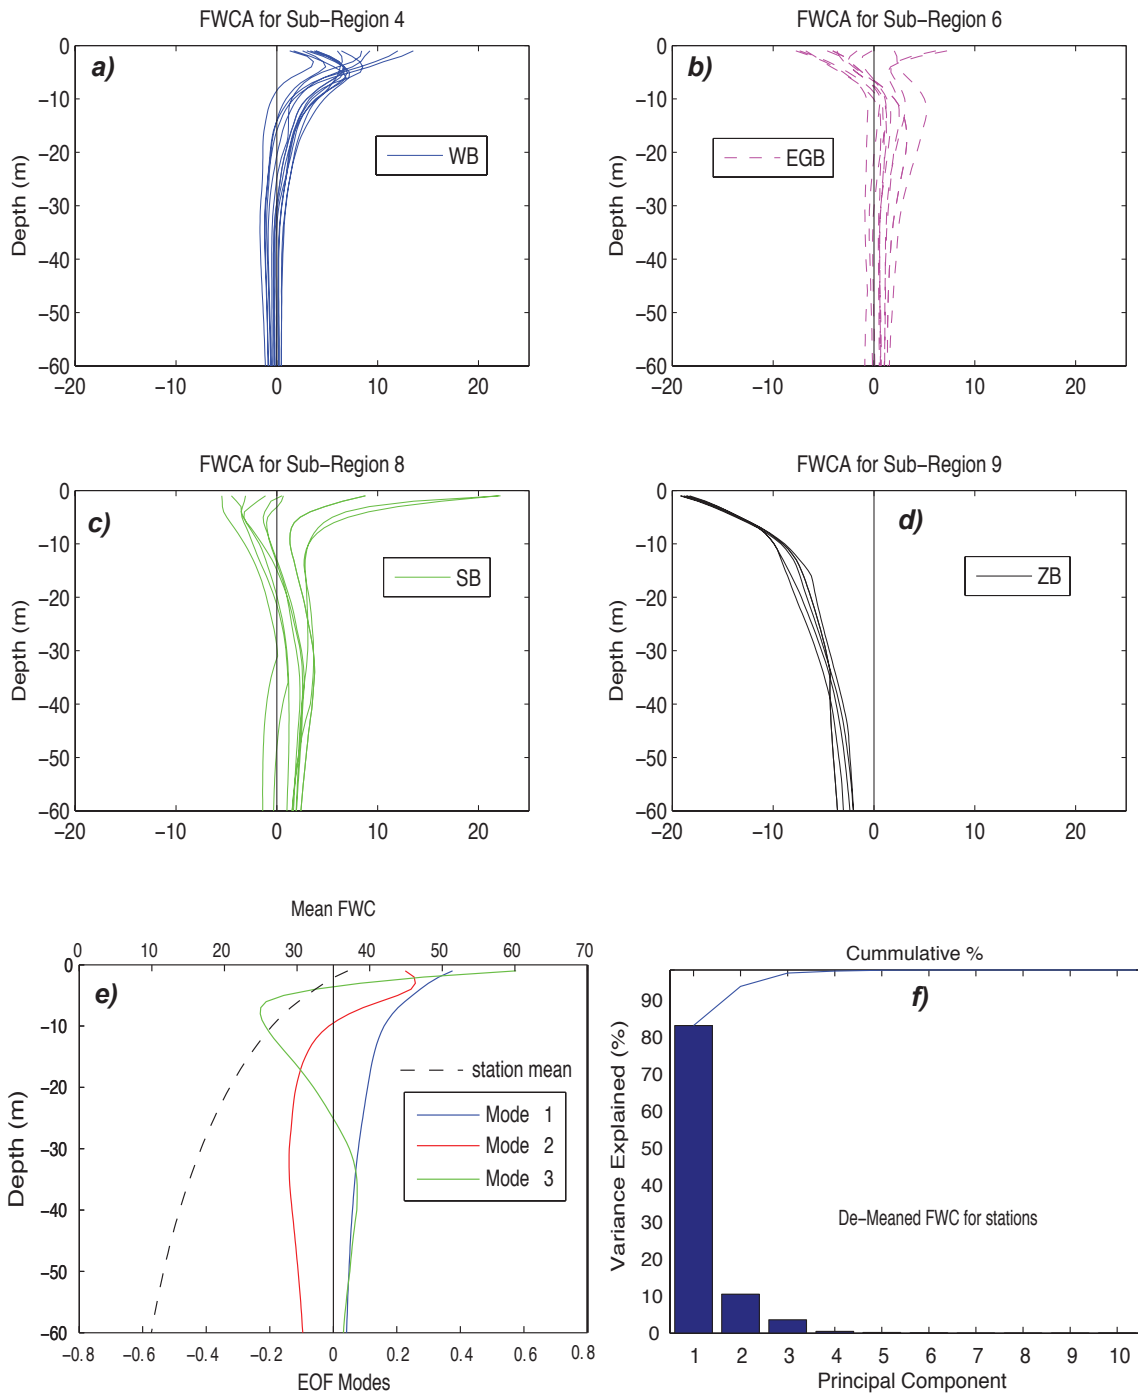 FWCA for Sub-Region 4
0
-10
-20
-30
-40
-50
-60
Depth (m)
a)
WB
-20
-10
0
10
20
FWCA for Sub-Region 6
0
-10
-20
-30
-40
-50
-60
Depth (m)
b)
EGB
-20
-10
0
10
20
FWCA for Sub-Region 8
0
-10
-20
-30
-40
-50
-60
Depth (m)
c)
SB
-20
-10
0
10
20
FWCA for Sub-Region 9
0
-10
-20
-30
-40
-50
-60
Depth (m)
d)
ZB
-20
-10
0
10
20
Mean FWC
0 10 20 30 40 50 60 70
0
-10
-20
-30
-40
-50
-60
Depth (m)
e)
station mean
Mode 1
Mode 2
Mode 3
-0.8 -0.6 -0.4 -0.2 0 0.2 0.4 0.6 0.8
EOF Modes
Cummulative %
f)
90
80
70
60
50
40
30
20
10
0
Variance Explained (%)
De-Meaned FWC for stations
1 2 3 4 5 6 7 8 9 10
Principal Component